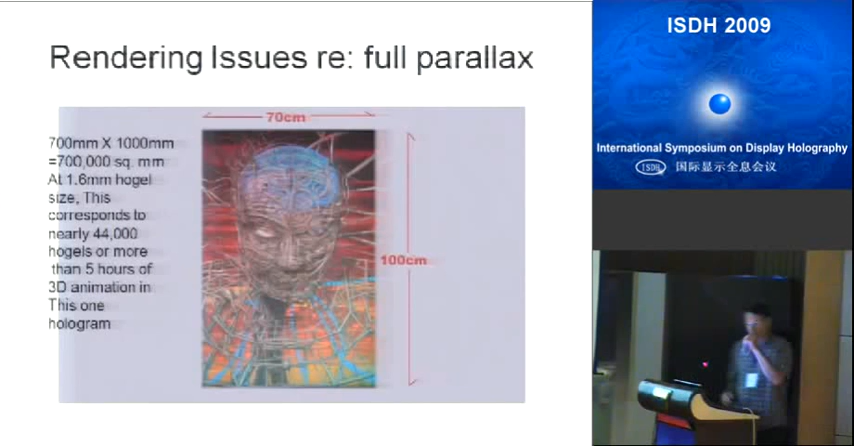 Rendering Issues re: full parallax
700mm X 1000mm
=700,000 sq. mm
At 1.6mm hogel
size, This
corresponds to
nearly 44,000
hogels or more
than 5 hours of
3D animation in
This one
hologram
70cm
100cm
ISDH 2009
International Symposium on Display Holography
ISDH 国际显示全息会议